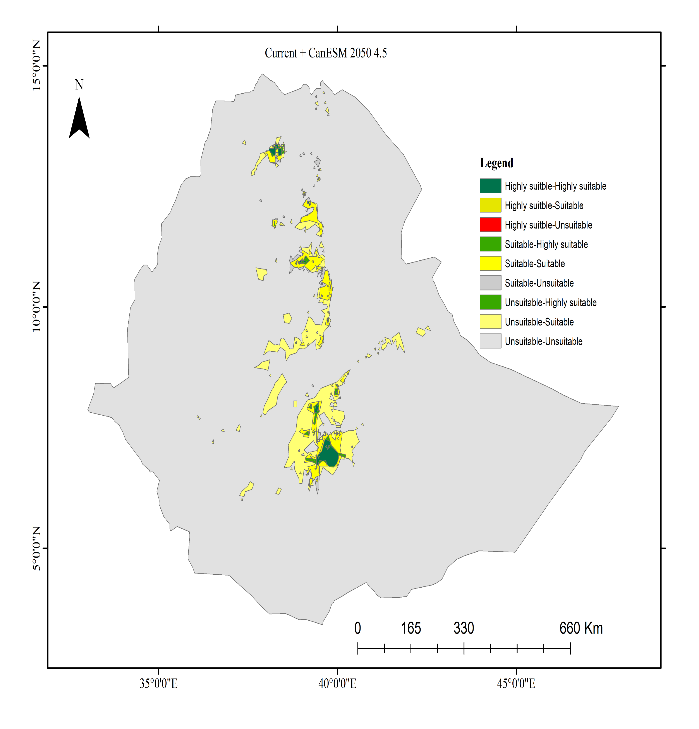 Current + CanESM 2050 4.5
15°0'0"N
N
Legend
Highly suitble-Highly suitable
Highly suitble-Suitable
Highly suitble-Unsuitable
Suitable-Highly suitable
Suitable-Suitable
Suitable-Unsuitable
Unsuitable-Highly suitable
Unsuitable-Suitable
Unsuitable-Unsuitable
10°0'0"N
5°0'0"N
0 165 330 660 Km
35°0'0"E 40°0'0"E 45°0'0"E